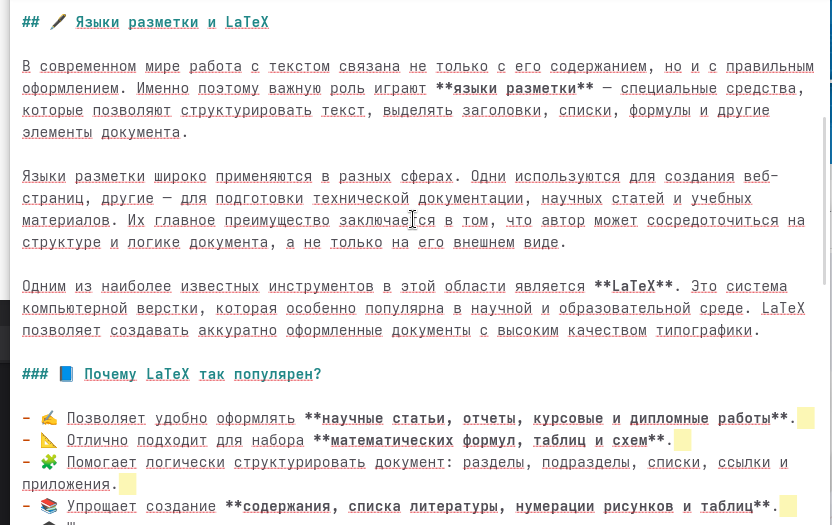 ## 🖋️ Языки разметки и LaTeX
В современном мире работа с текстом связана не только с его содержанием, но и с правильным
оформлением. Именно поэтому важную роль играют **языки разметки** — специальные средства,
которые позволяют структурировать текст, выделять заголовки, списки, формулы и другие
элементы документа.
Языки разметки широко применяются в разных сферах. Одни используются для создания веб-
страниц, другие — для подготовки технической документации, научных статей и учебных
материалов. Их главное преимущество заключается в том, что автор может сосредоточиться на
структуре и логике документа, а не только на его внешнем виде.
Одним из наиболее известных инструментов в этой области является **LaTeX**. Это система
компьютерной верстки, которая особенно популярна в научной и образовательной среде. LaTeX
позволяет создавать аккуратно оформленные документы с высоким качеством типографики.
### 📘 Почему LaTeX так популярен?
- ✍️ Позволяет удобно оформлять **научные статьи, отчеты, курсовые и дипломные работы**.
- 📐 Отлично подходит для набора **математических формул, таблиц и схем**.
- 🧩 Помогает логически структурировать документ: разделы, подразделы, списки, ссылки и
приложения.
- 📚 Упрощает создание **содержания, списка литературы, нумерации рисунков и таблиц**.